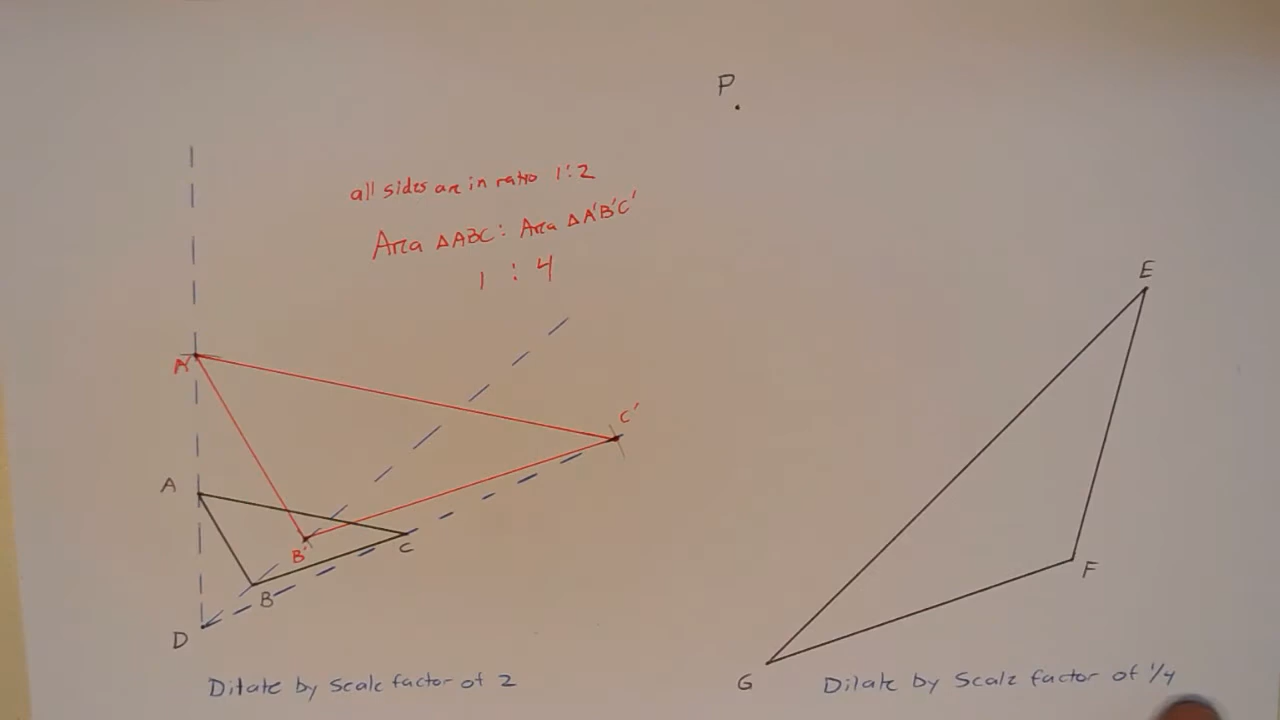 P
all sides are in ratio 1:2
Area △ABC : Area △A'B'C'
1 : 4
E
A'
C'
A
B'
C
F
B
D
G
Dilate by Scale factor of 2
Dilate by Scale factor of 1/4